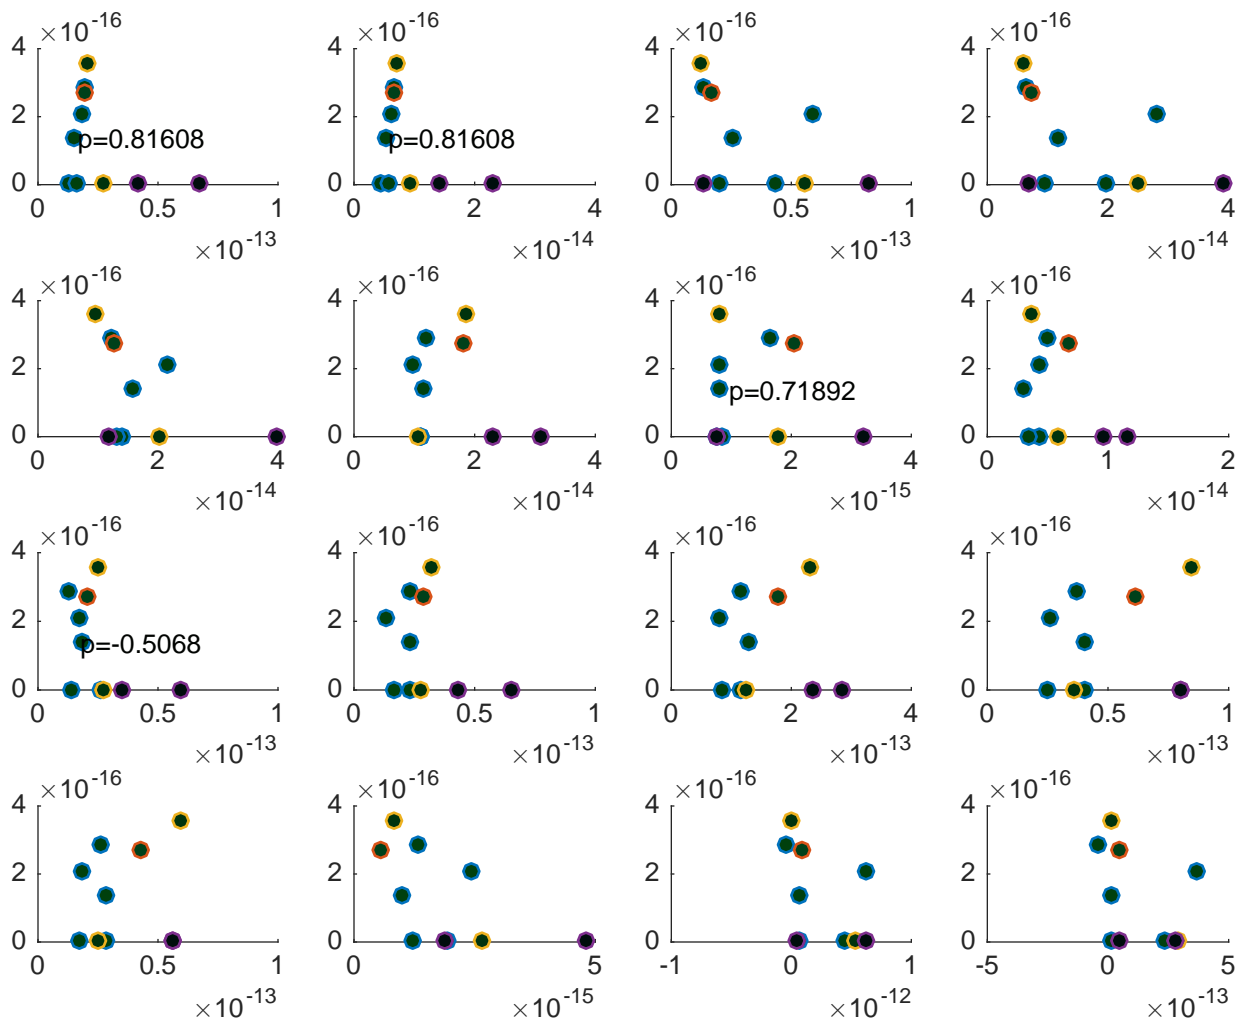 ×10-16 ×10-16 ×10-16 ×10-16
4 4 4 4
2 2 2 2
p=0.81608 p=0.81608
0 0 0 0
0 0.5 1 0 2 4 0 0.5 1 0 2 4
×10-13 ×10-14 ×10-13 ×10-14
×10-16 ×10-16 ×10-16 ×10-16
4 4 4 4
2 2 2 2
p=0.71892
0 0 0 0
0 2 4 0 2 4 0 2 4 0 1 2
×10-14 ×10-14 ×10-15 ×10-14
×10-16 ×10-16 ×10-16 ×10-16
4 4 4 4
2 2 2 2
p=-0.5068
0 0 0 0
0 0.5 1 0 0.5 1 0 2 4 0 0.5 1
×10-13 ×10-13 ×10-13 ×10-13
×10-16 ×10-16 ×10-16 ×10-16
4 4 4 4
2 2 2 2
0 0 0 0
0 0.5 1 0 5 -1 0 1 -5 0 5
×10-13 ×10-15 ×10-12 ×10-13